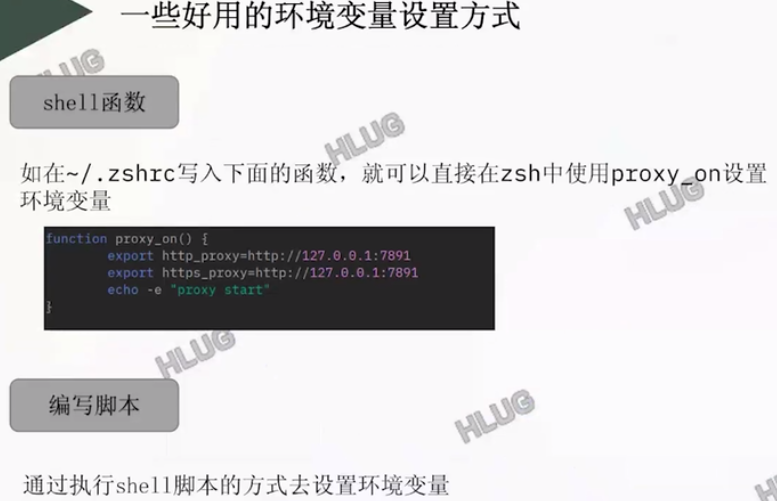 一些好用的环境变量设置方式
HLUG
shell函数
HLUG
如在~/.zshrc写入下面的函数，就可以直接在zsh中使用proxy_on设置
环境变量
HLUG
function proxy_on() {
export http_proxy=http://127.0.0.1:7891
export https_proxy=http://127.0.0.1:7891
echo -e "proxy start"
}
HLUG
编写脚本
HLUG
通过执行shell脚本的方式去设置环境变量